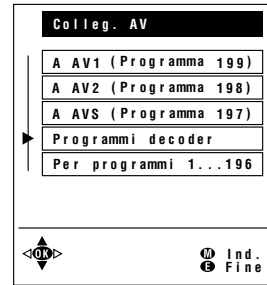 Colleg. AV
A AV1 (Programma 199)
A AV2 (Programma 198)
A AVS (Programma 197)
Programmi decoder
Per programmi 1...196
OK
M Ind.
E Fine